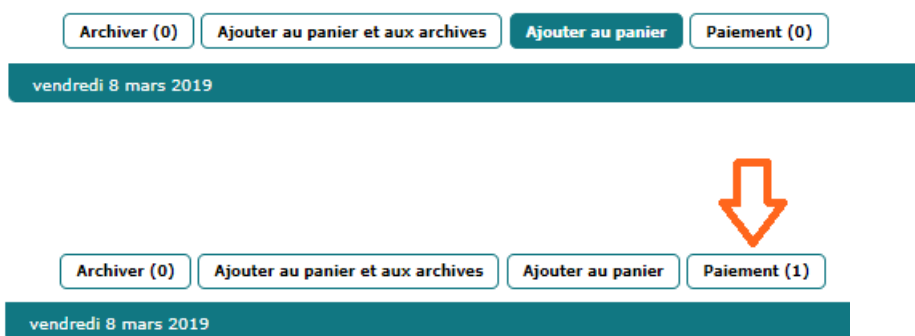 Archiver (0) Ajouter au panier et aux archives Ajouter au panier Paiement (0)
vendredi 8 mars 2019
Archiver (0) Ajouter au panier et aux archives Ajouter au panier Paiement (1)
vendredi 8 mars 2019